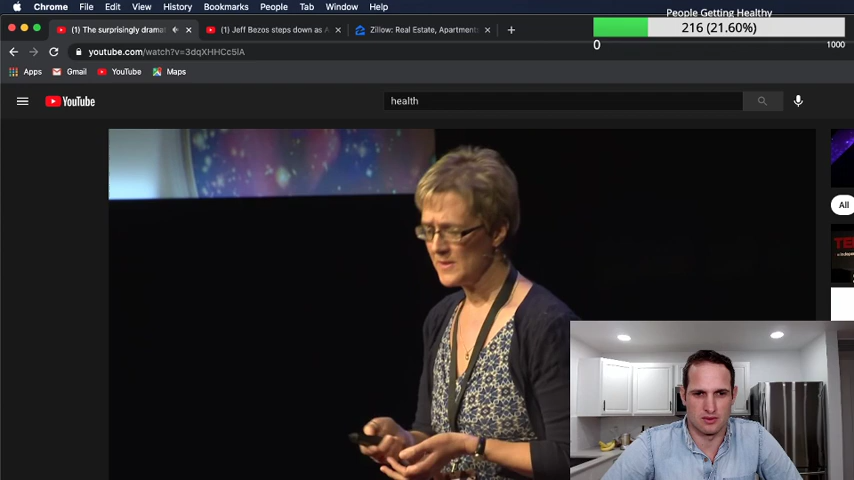 Chrome File Edit View History Bookmarks People Tab Window Help
People Getting Healthy
216 (21.60%)
0 1000
(1) The surprisingly dramat
(1) Jeff Bezos steps down as A
Zillow: Real Estate, Apartments
youtube.com/watch?v=3dqXHHCc5lA
Apps Gmail YouTube Maps
YouTube
health
All
TED